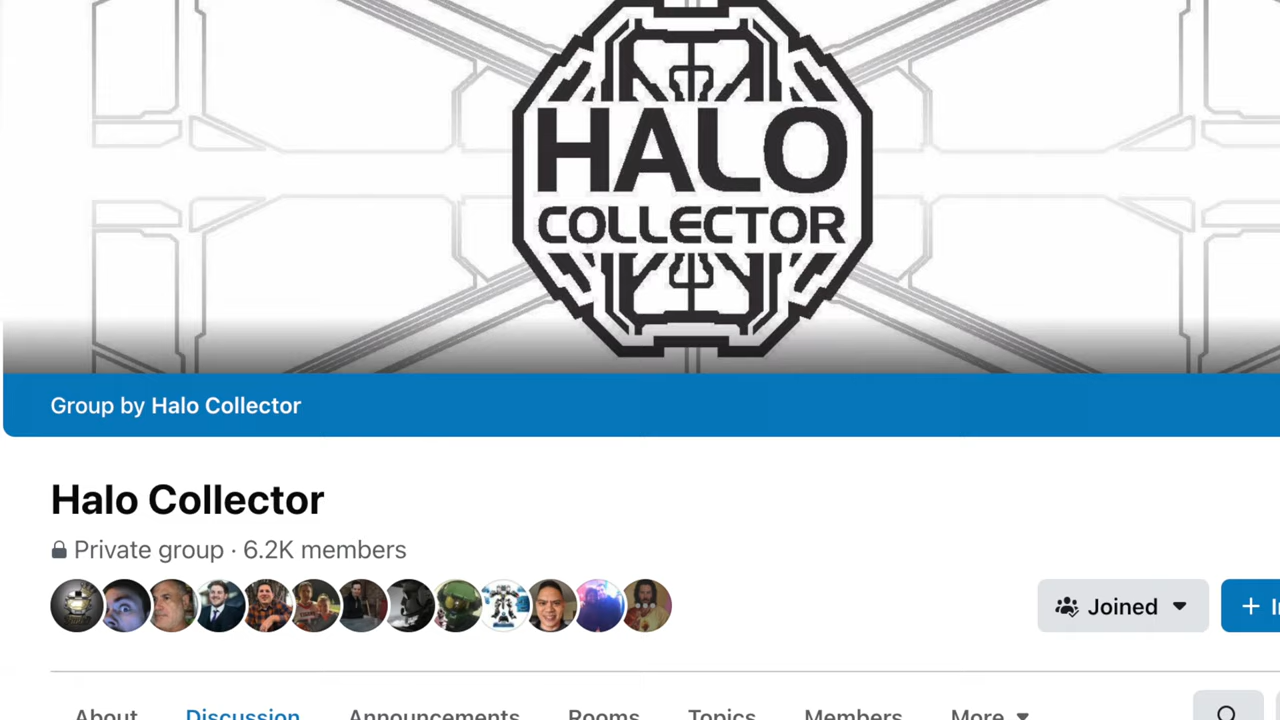 HALO
COLLECTOR
Group by Halo Collector
Halo Collector
Private group · 6.2K members
Joined
+
About Discussion Announcements Rooms Topics Members More